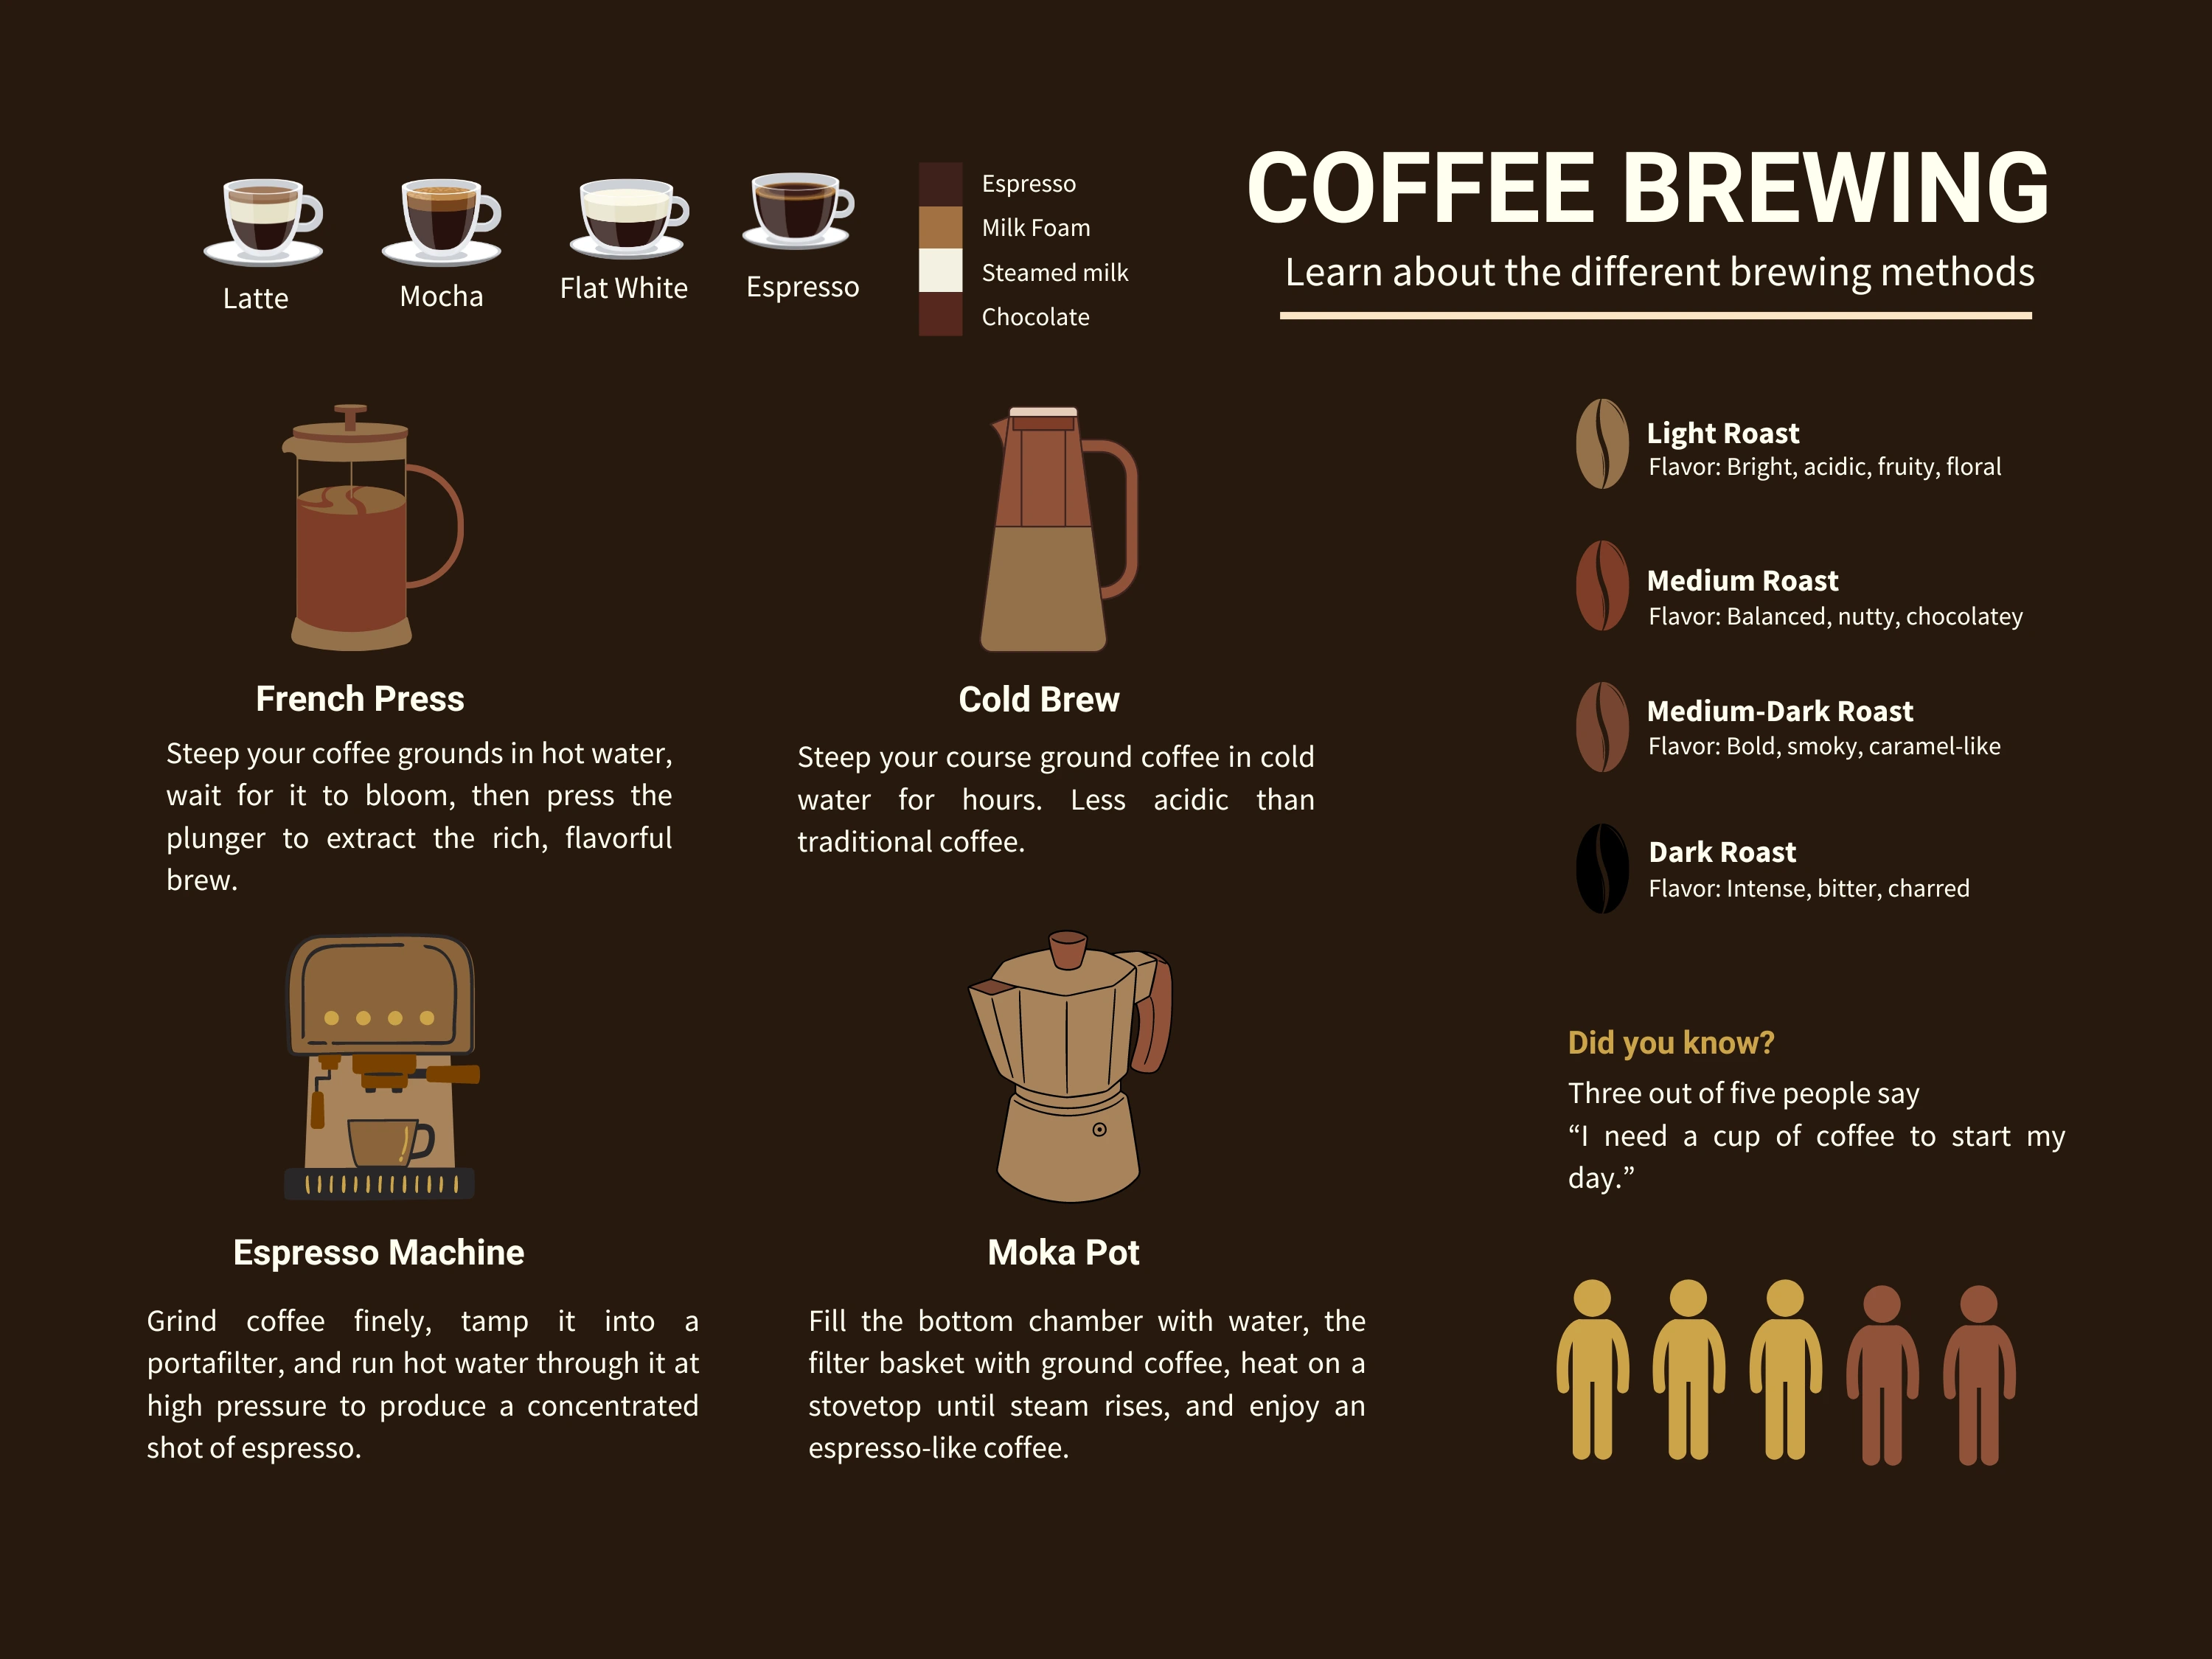 COFFEE BREWING
Learn about the different brewing methods
Latte
Mocha
Flat White
Espresso
Espresso
Milk Foam
Steamed milk
Chocolate
French Press
Steep your coffee grounds in hot water,
wait for it to bloom, then press the
plunger to extract the rich, flavorful
brew.
Cold Brew
Steep your course ground coffee in cold
water for hours. Less acidic than
traditional coffee.
Espresso Machine
Grind coffee finely, tamp it into a
portafilter, and run hot water through it at
high pressure to produce a concentrated
shot of espresso.
Moka Pot
Fill the bottom chamber with water, the
filter basket with ground coffee, heat on a
stovetop until steam rises, and enjoy an
espresso-like coffee.
Light Roast
Flavor: Bright, acidic, fruity, floral
Medium Roast
Flavor: Balanced, nutty, chocolatey
Medium-Dark Roast
Flavor: Bold, smoky, caramel-like
Dark Roast
Flavor: Intense, bitter, charred
Did you know?
Three out of five people say
“I need a cup of coffee to start my
day.”